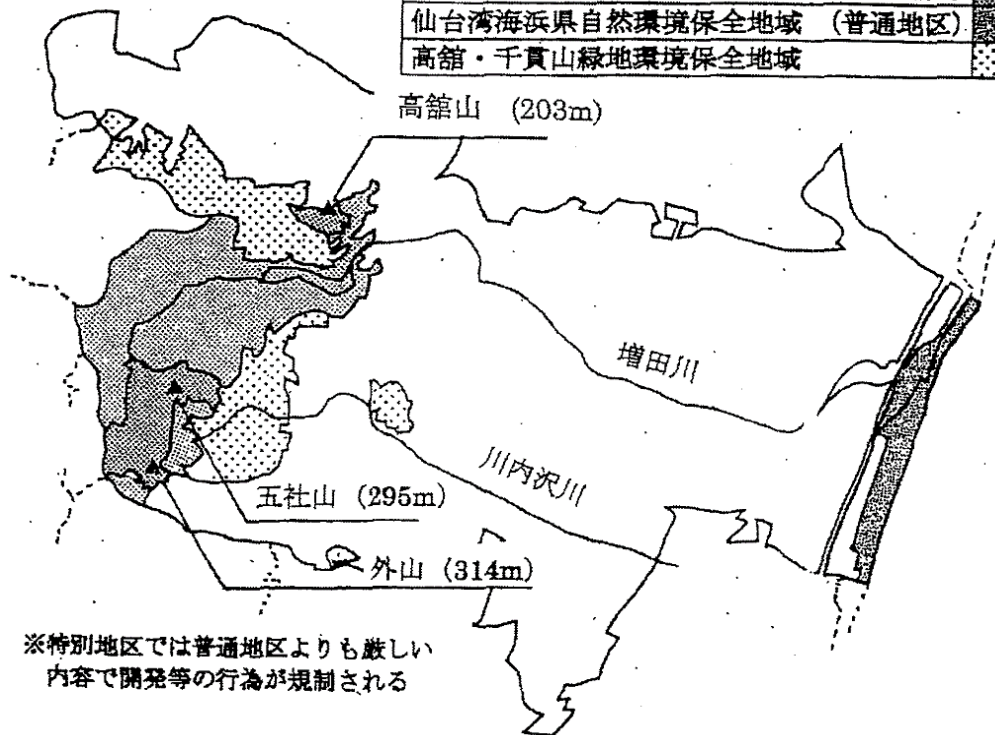 仙台湾海浜県自然環境保全地域 (普通地区)
高舘・千貫山緑地環境保全地域
高舘山 (203m)
増田川
川内沢川
五社山 (295m)
外山 (314m)
※特別地区では普通地区よりも厳しい
内容で開発等の行為が規制される